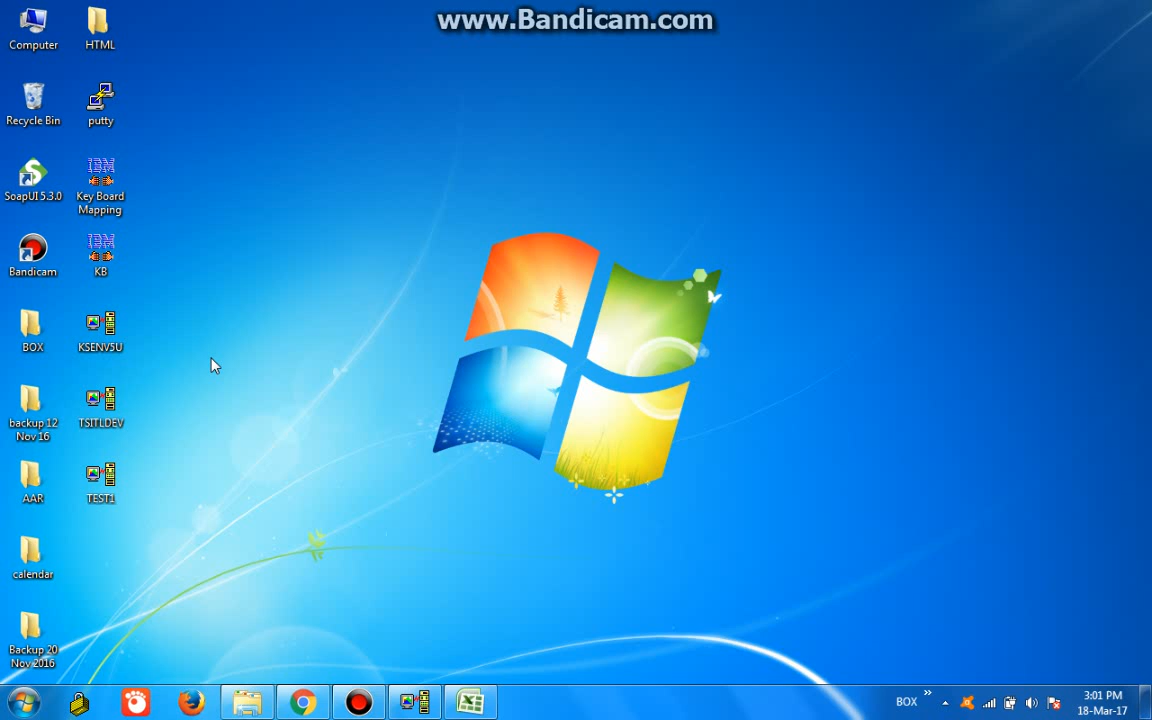 www.Bandicam.com
Computer
HTML
Recycle Bin
putty
SoapUI 5.3.0
IBM
Key Board
Mapping
Bandicam
IBM
KB
BOX
KSENV5U
backup 12
Nov 16
TSITLDEV
AAR
TEST1
calendar
Backup 20
Nov 2016
BOX
3:01 PM
18-Mar-17